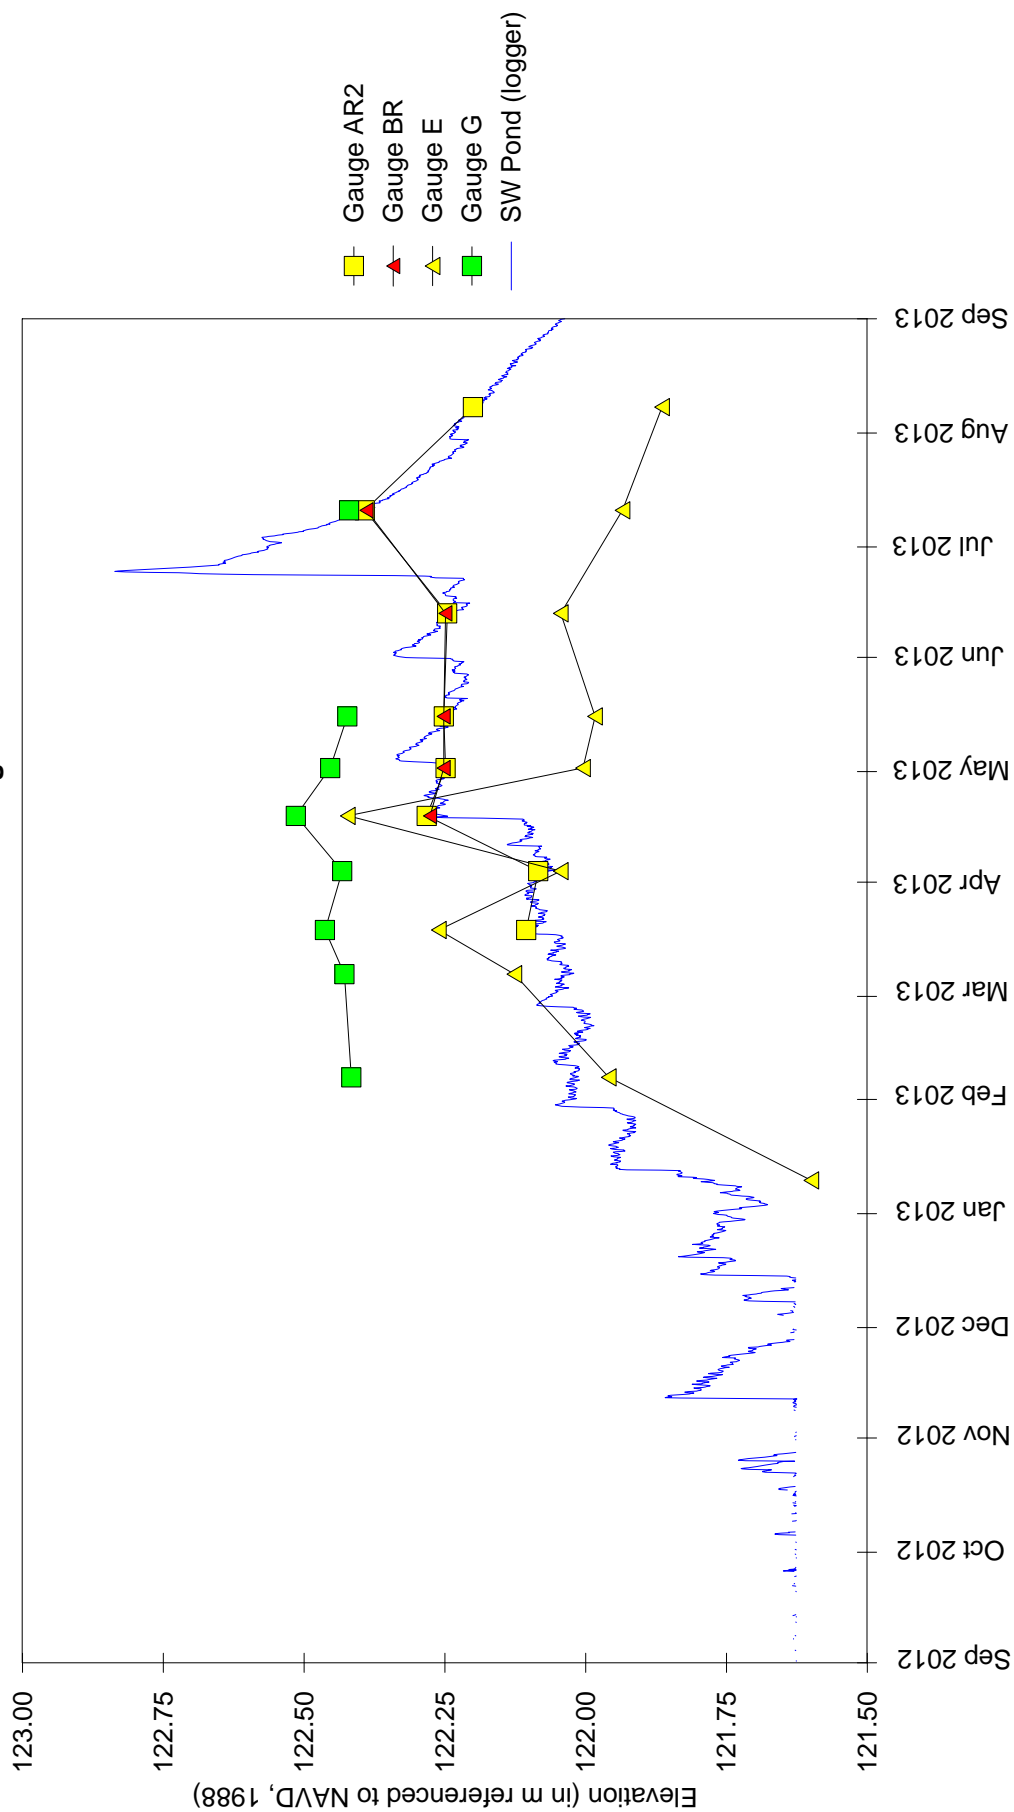 123.00
122.75
122.50
122.25
122.00
121.75
121.50
Elevation (in m referenced to NAVD, 1988)
Sep 2012
Oct 2012
Nov 2012
Dec 2012
Jan 2013
Feb 2013
Mar 2013
Apr 2013
May 2013
Jun 2013
Jul 2013
Aug 2013
Sep 2013
Gauge AR2
Gauge BR
Gauge E
Gauge G
SW Pond (logger)